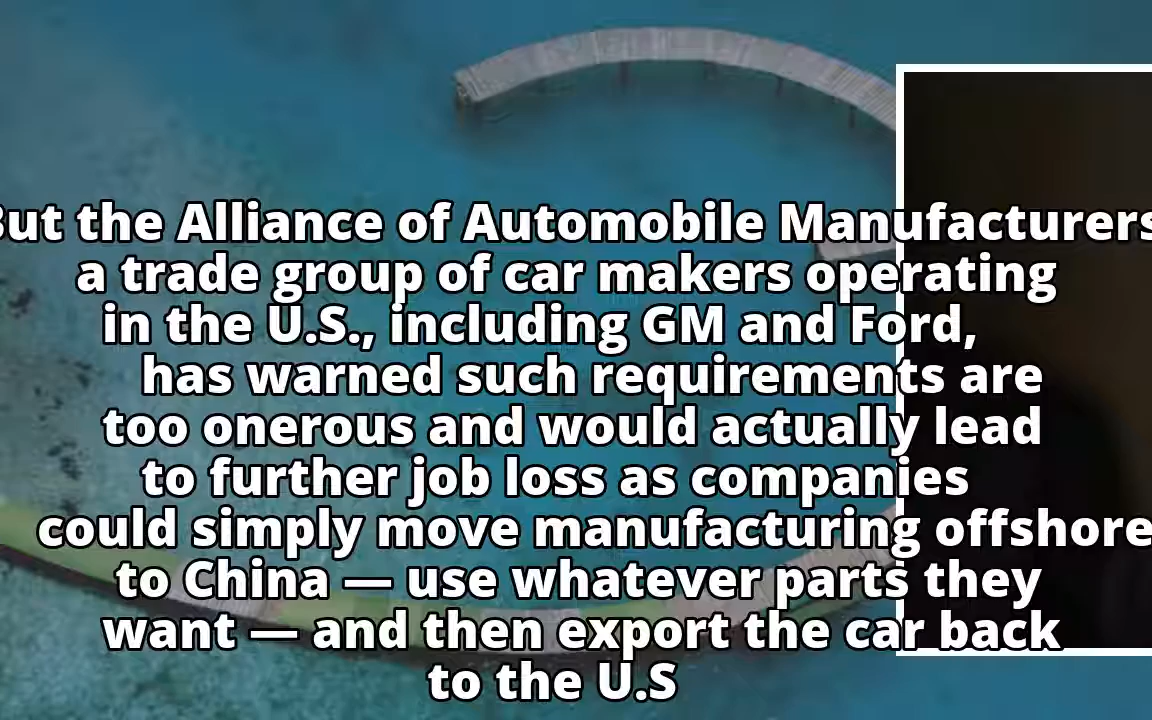 But the Alliance of Automobile Manufacturers
a trade group of car makers operating
in the U.S., including GM and Ford,
has warned such requirements are
too onerous and would actually lead
to further job loss as companies
could simply move manufacturing offshore
to China — use whatever parts they
want — and then export the car back
to the U.S